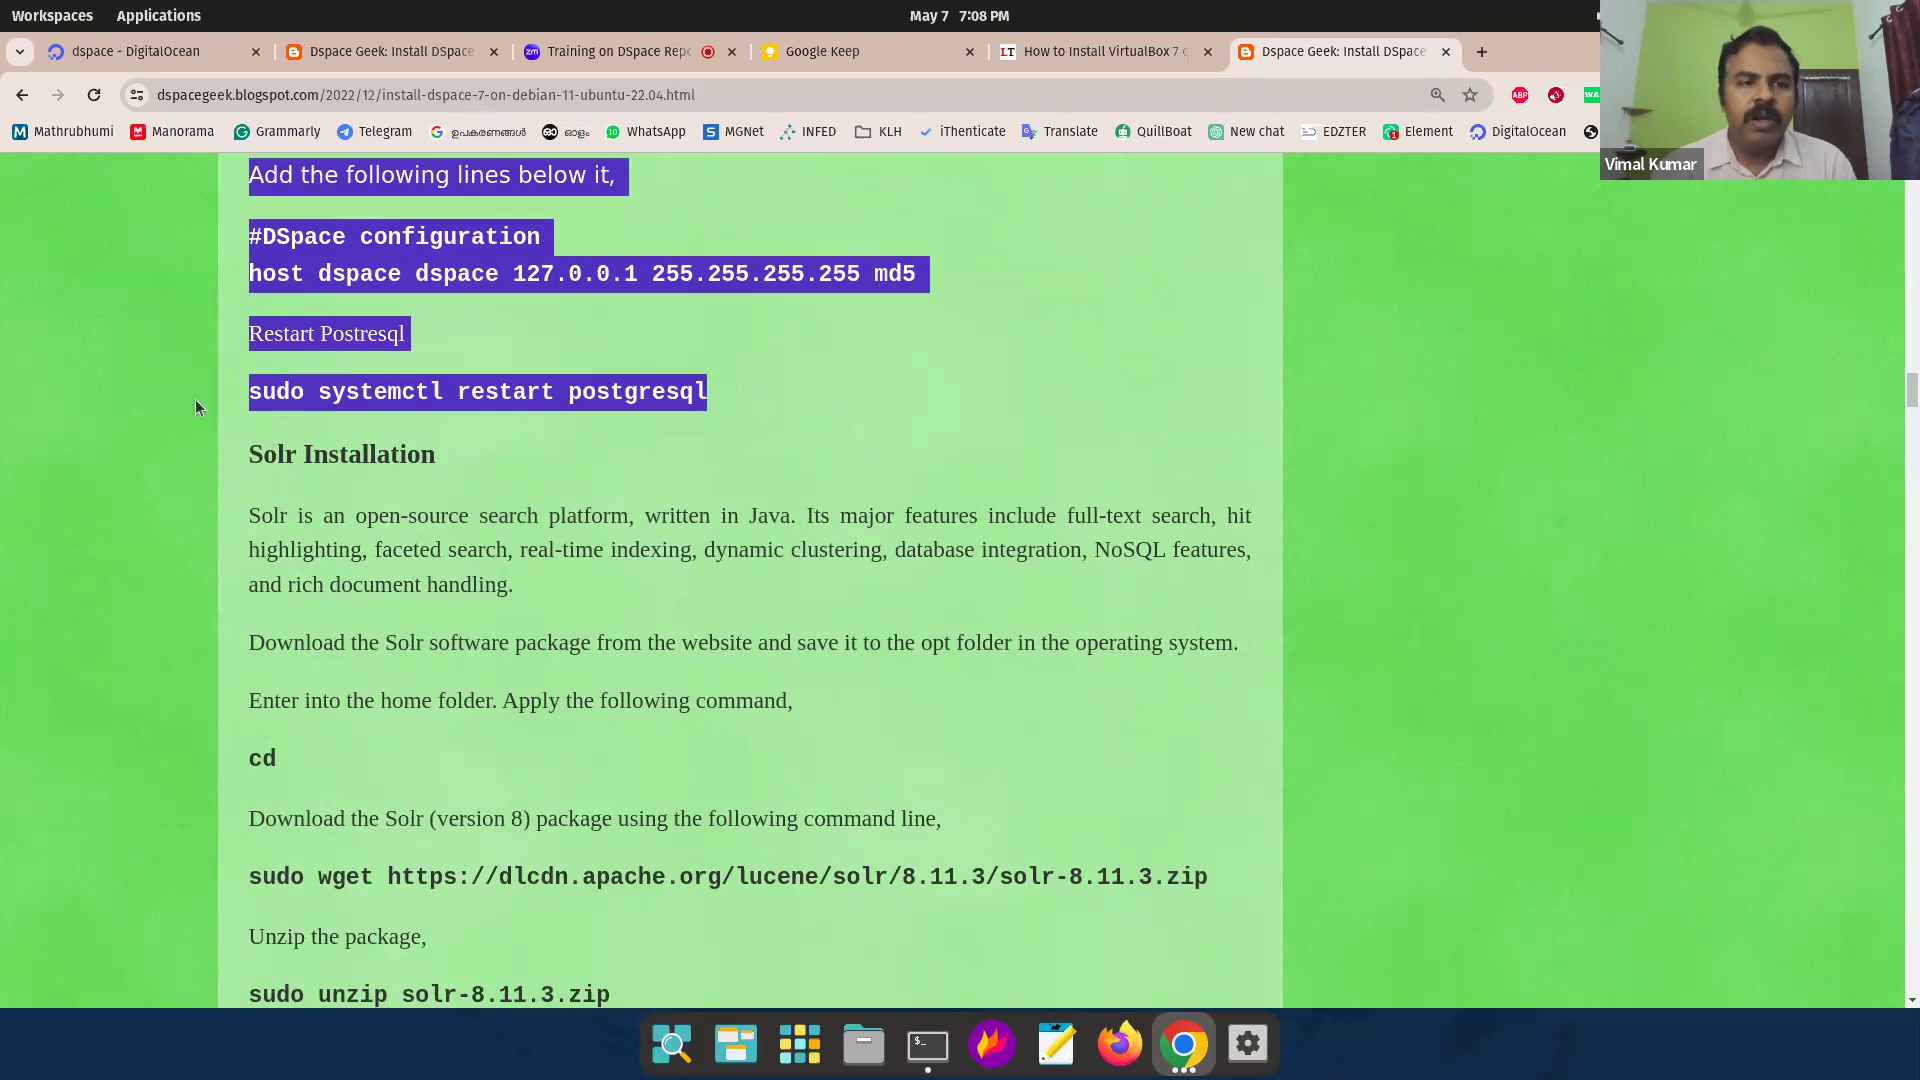 Workspaces Applications May 7 7:08 PM
dspace - DigitalOcean Dspace Geek: Install DSpace Training on DSpace Repo Google Keep How to Install VirtualBox 7 Dspace Geek: Install DSpace
dspacegeek.blogspot.com/2022/12/install-dspace-7-on-debian-11-ubuntu-22.04.html ABP WA
Mathrubhumi Manorama Grammarly Telegram ഉപകരണങ്ങൾ ഓളം WhatsApp MGNet INFED KLH iThenticate Translate QuillBoat New chat EDZTER Element DigitalOcean
Vimal Kumar
Add the following lines below it,
#DSpace configuration
host dspace dspace 127.0.0.1 255.255.255.255 md5
Restart Postresql
sudo systemctl restart postgresql
Solr Installation
Solr is an open-source search platform, written in Java. Its major features include full-text search, hit
highlighting, faceted search, real-time indexing, dynamic clustering, database integration, NoSQL features,
and rich document handling.
Download the Solr software package from the website and save it to the opt folder in the operating system.
Enter into the home folder. Apply the following command,
cd
Download the Solr (version 8) package using the following command line,
sudo wget https://dlcdn.apache.org/lucene/solr/8.11.3/solr-8.11.3.zip
Unzip the package,
sudo unzip solr-8.11.3.zip